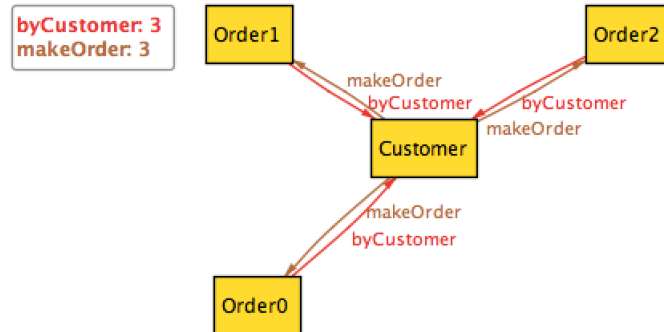 byCustomer: 3
makeOrder: 3
Order1
Order2
makeOrder
byCustomer
byCustomer
makeOrder
Customer
makeOrder
byCustomer
Order0